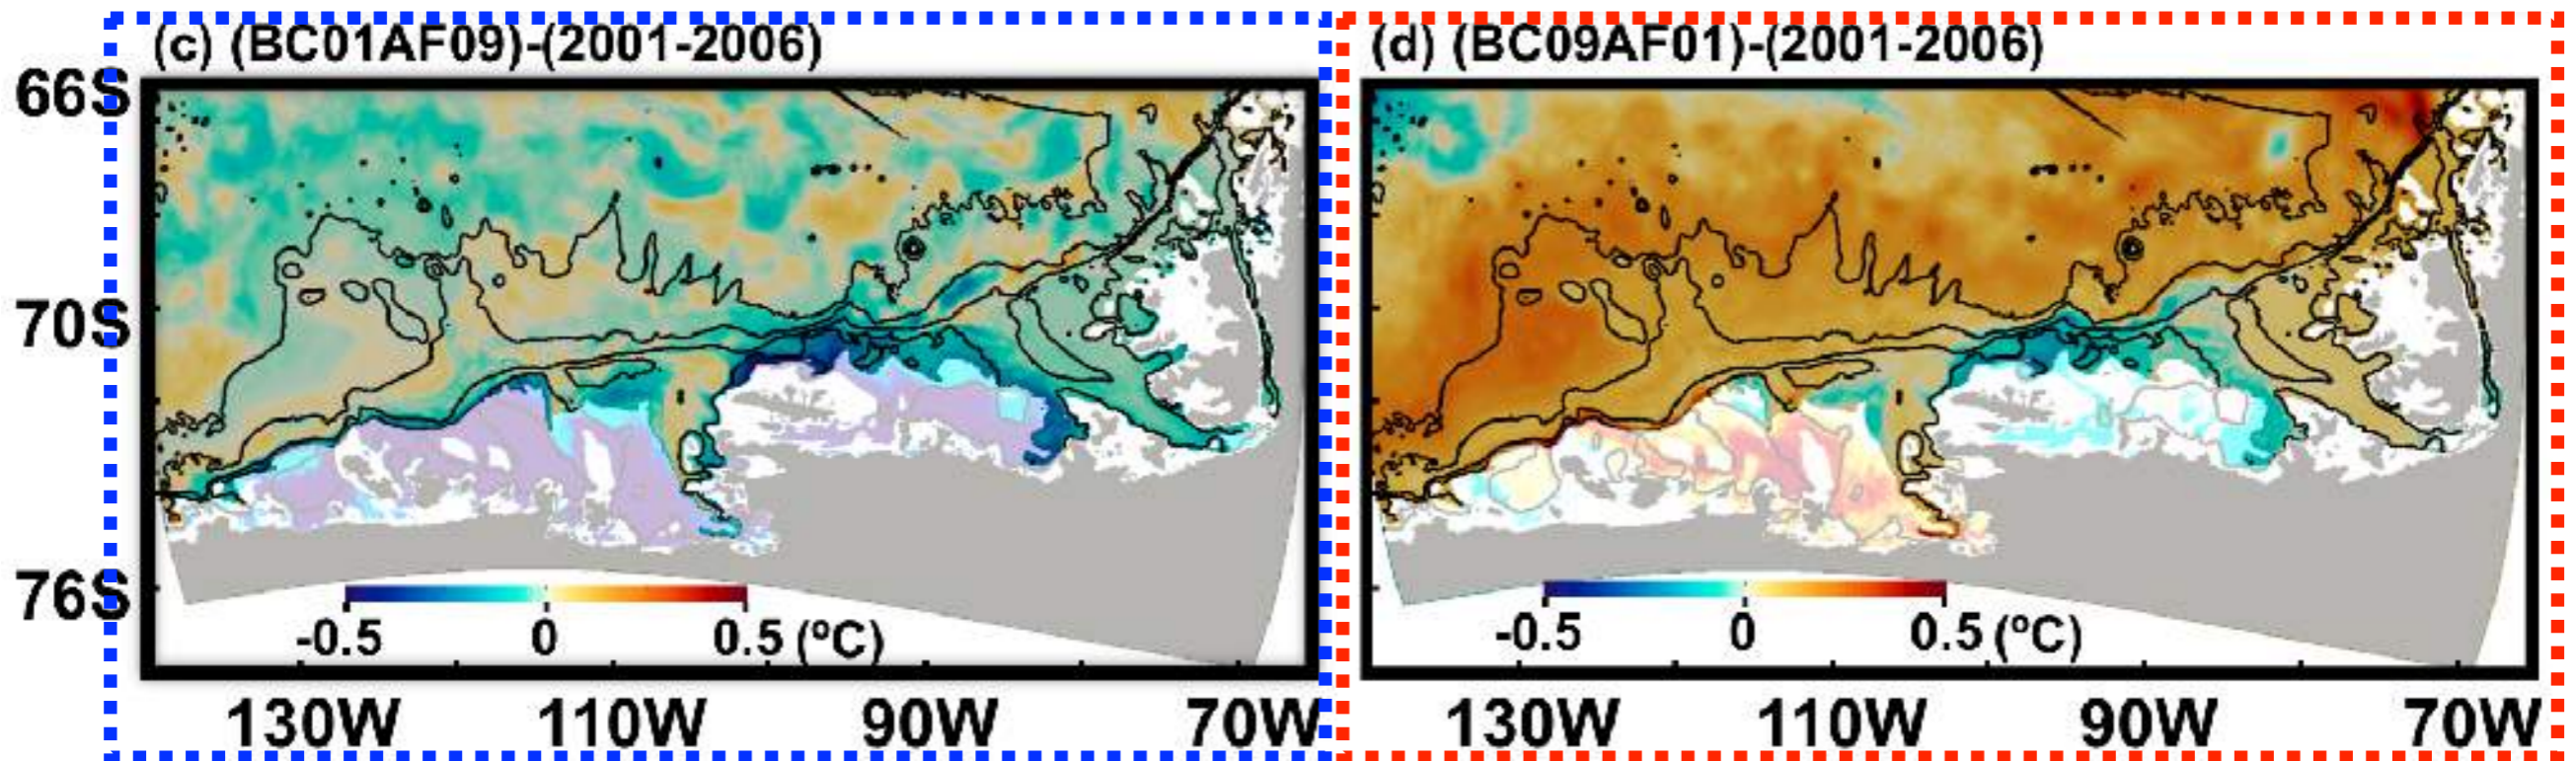 (c) (BC01AF09)-(2001-2006)
(d) (BC09AF01)-(2001-2006)
66S
70S
76S
-0.5 0 0.5 (ºC)
-0.5 0 0.5 (ºC)
130W 110W 90W 70W
130W 110W 90W 70W